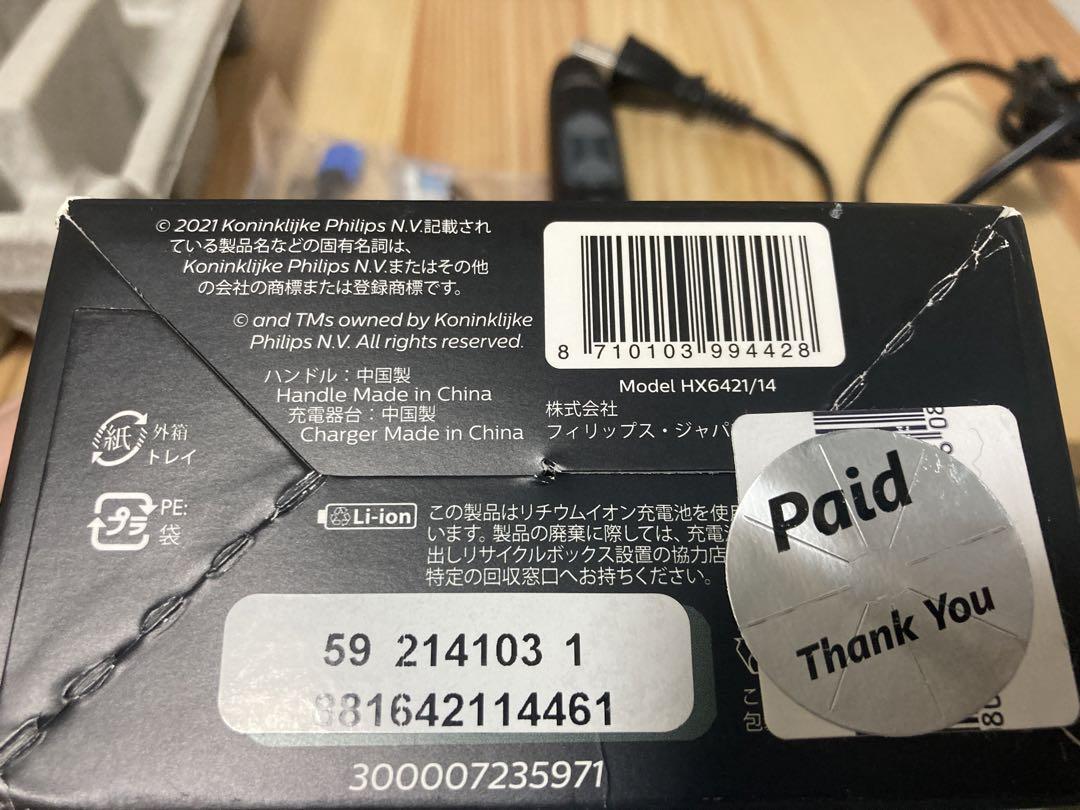 © 2021 Koninklijke Philips N.V.記載され
ている製品名などの固有名詞は、
Koninklijke Philips N.V.またはその他
の会社の商標または登録商標です。
© and TMs owned by Koninklijke
Philips N.V. All rights reserved.
ハンドル：中国製
Handle Made in China
充電器台：中国製
Charger Made in China
8 710103 994428
Model HX6421/14
株式会社
フィリップス・ジャパ
紙
外箱
トレイ
プラ
PE:
袋
Li-ion
この製品はリチウムイオン充電池を使用
います。製品の廃棄に際しては、充電池
出しリサイクルボックス設置の協力店
特定の回収窓口へお持ちください。
Paid
Thank You
59 214103 1
881642114461
300007235971
こ
包